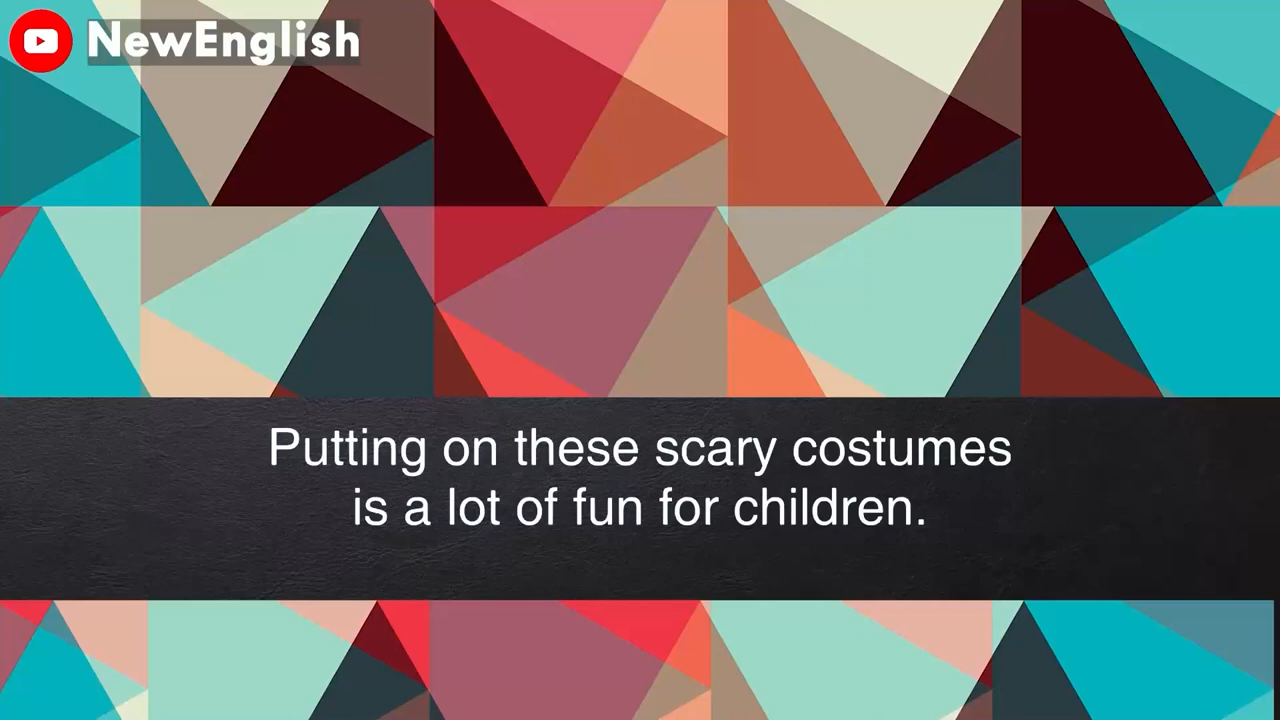 NewEnglish
Putting on these scary costumes
is a lot of fun for children.